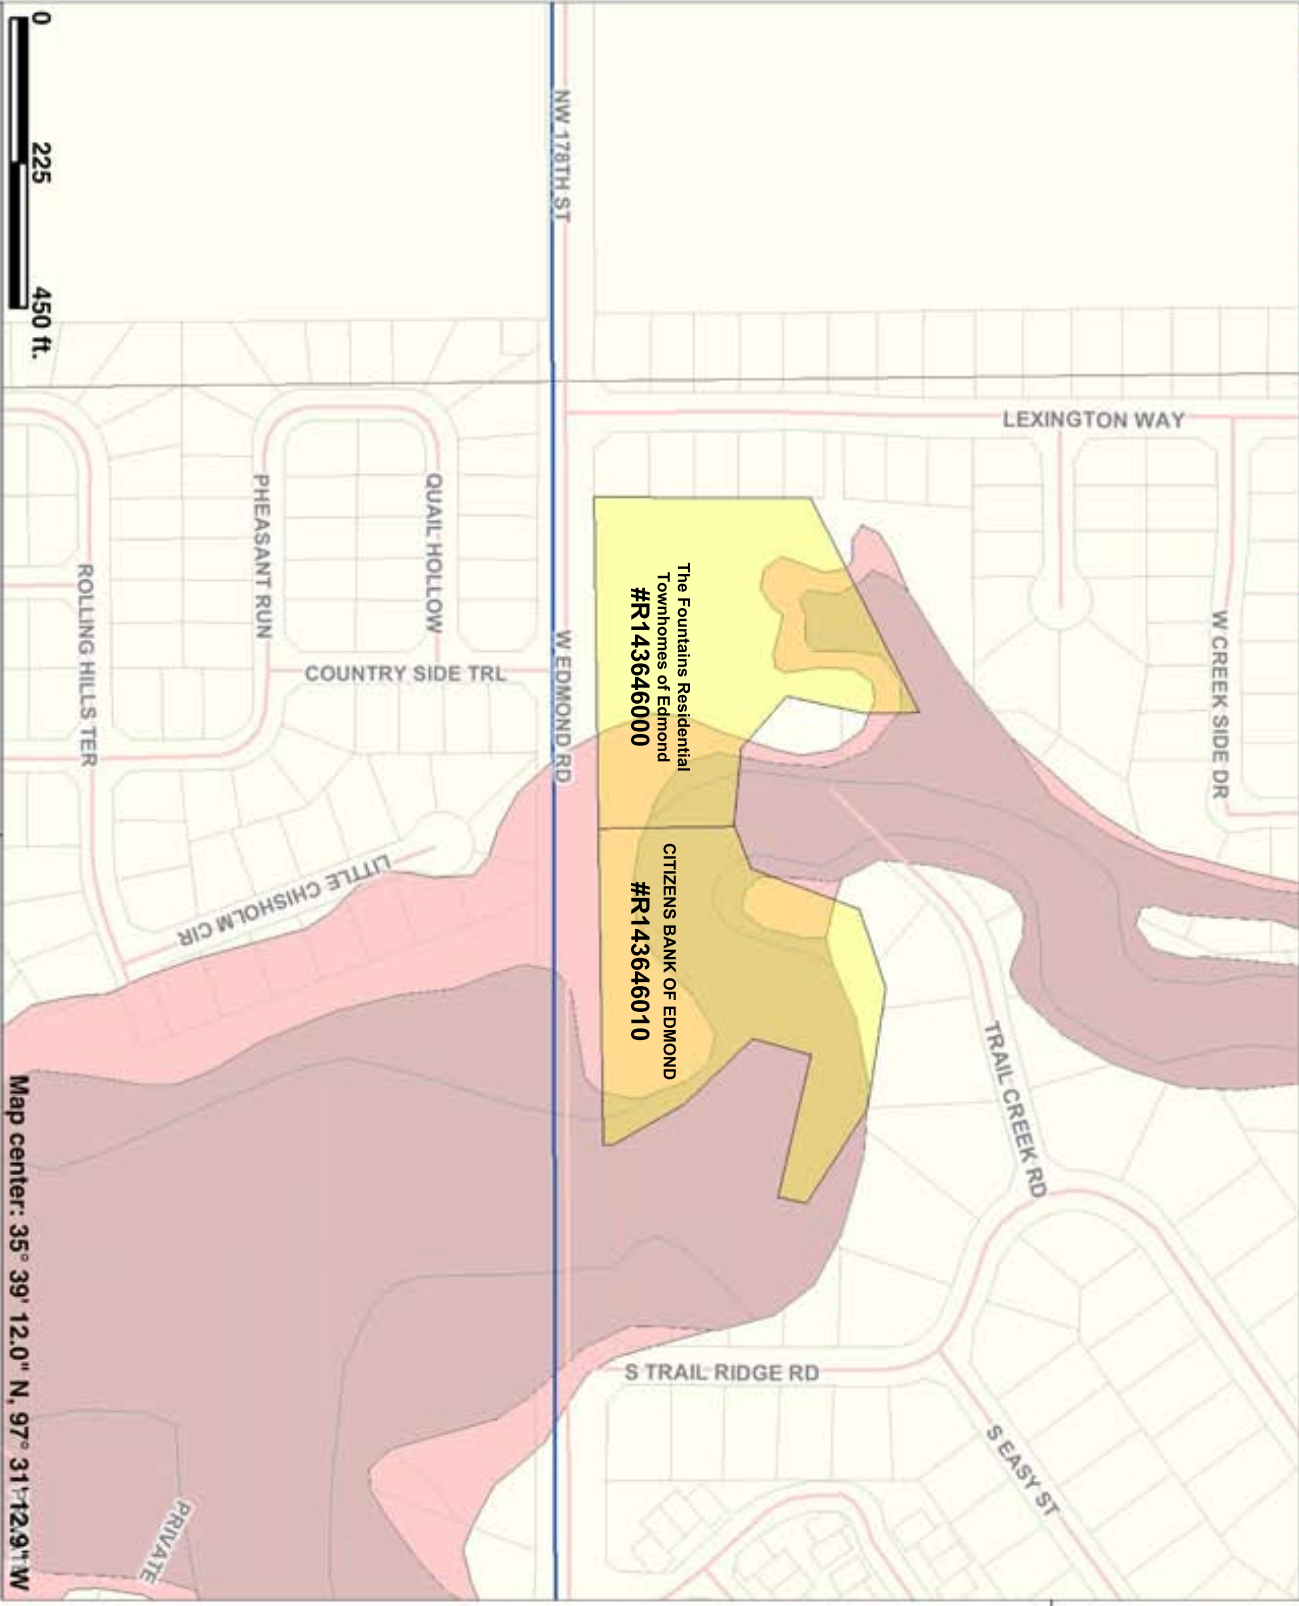 0
225
450 ft.
NW 178TH ST
LEXINGTON WAY
PHEASANT RUN
QUAIL HOLLOW
ROLLING HILLS TER
COUNTRY SIDE TRL
W EDMOND RD
The Fountains Residential
Townhomes of Edmond
#R143646000
W CREEK SIDE DR
LITTLE CHISHOLM CIR
CITIZENS BANK OF EDMOND
#R143646010
TRAIL CREEK RD
S TRAIL RIDGE RD
S EASY ST
PRIVATE
Map center: 35° 39' 12.0" N, 97° 31' 12.9" W